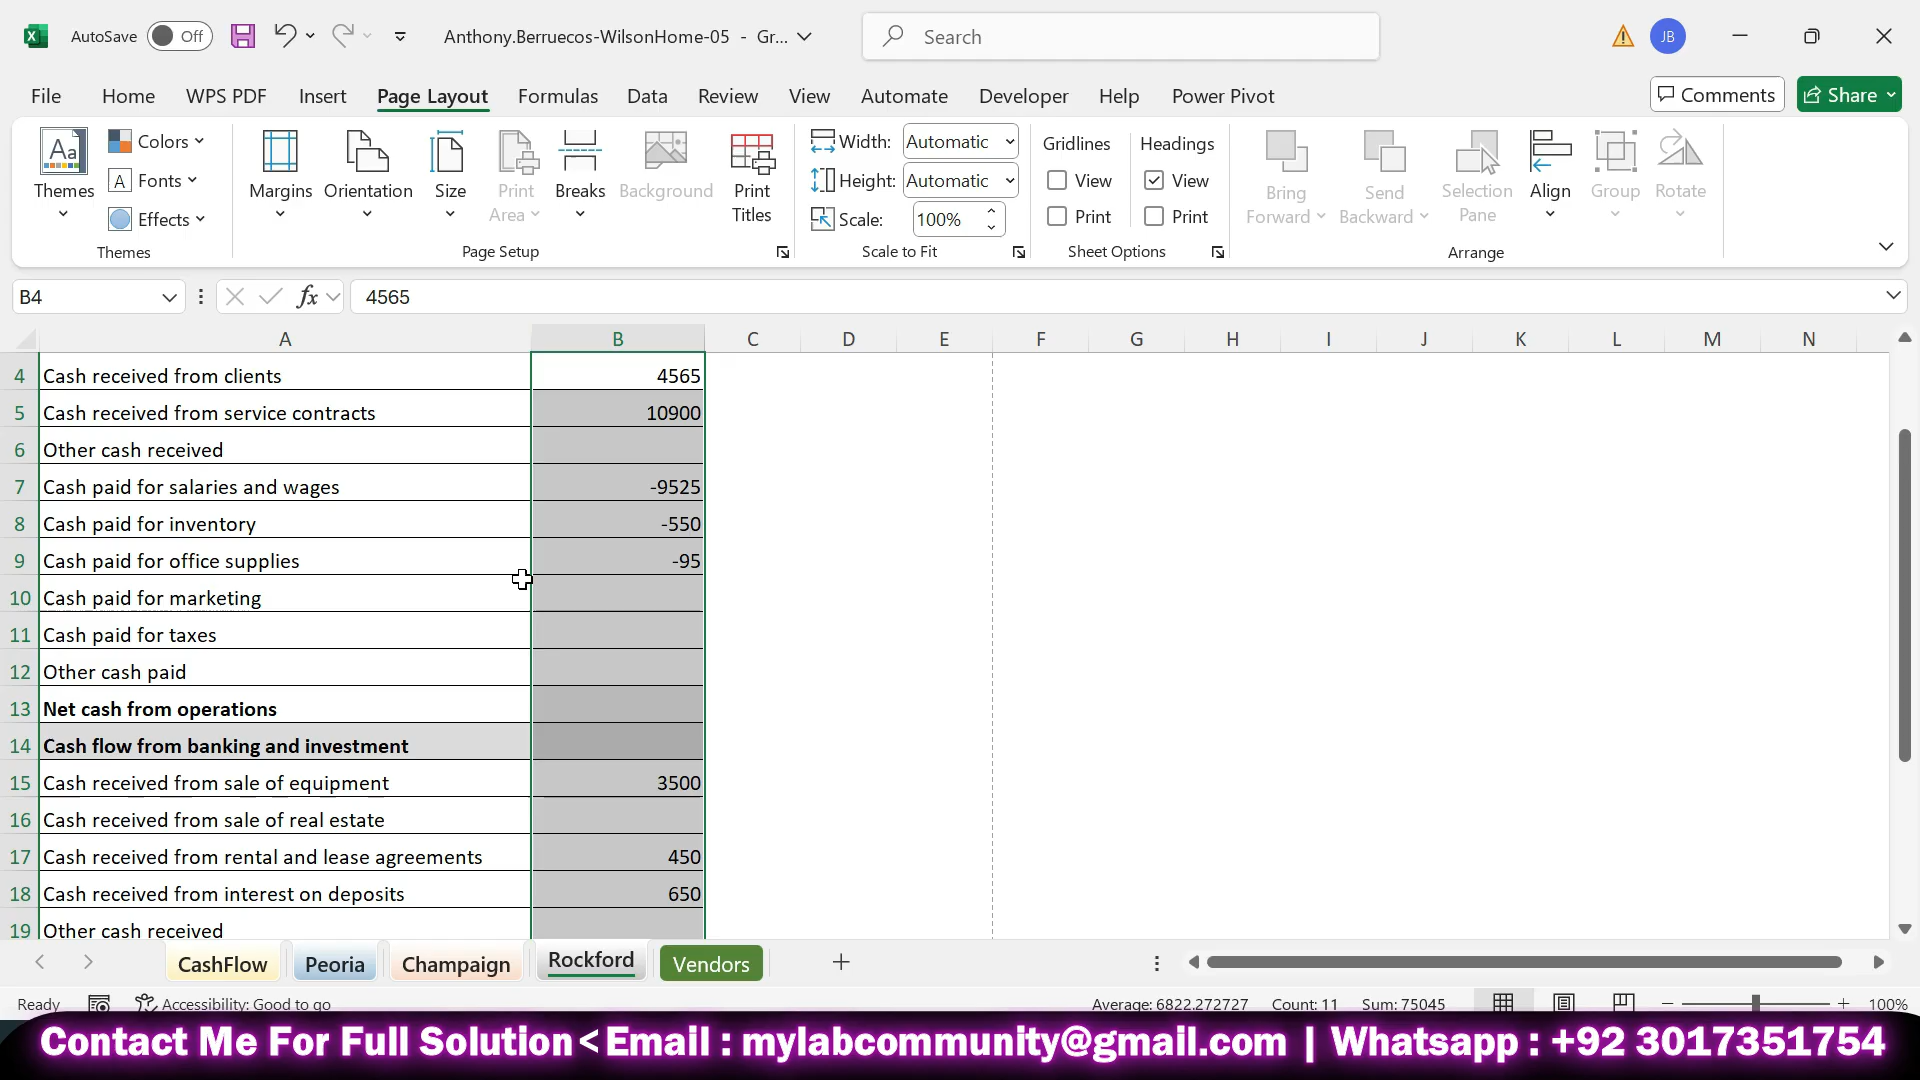 AutoSave Off Anthony.Berruecos-WilsonHome-05 - Gr... Search JB
File Home WPS PDF Insert Page Layout Formulas Data Review View Automate Developer Help Power Pivot Comments Share
Aa Themes
Colors
A Fonts
Effects
Themes
Margins Orientation Size Print Area Breaks Background Print Titles
Page Setup
Width: Automatic
Height: Automatic
Scale: 100%
Scale to Fit
Gridlines Headings
View View
Print Print
Sheet Options
Bring Forward Send Backward Selection Pane Align Group Rotate
Arrange
B4 fx 4565
A B C D E F G H I J K L M N
4 Cash received from clients 4565
5 Cash received from service contracts 10900
6 Other cash received
7 Cash paid for salaries and wages -9525
8 Cash paid for inventory -550
9 Cash paid for office supplies -95
10 Cash paid for marketing
11 Cash paid for taxes
12 Other cash paid
13 Net cash from operations
14 Cash flow from banking and investment
15 Cash received from sale of equipment 3500
16 Cash received from sale of real estate
17 Cash received from rental and lease agreements 450
18 Cash received from interest on deposits 650
19 Other cash received
CashFlow Peoria Champaign Rockford Vendors
Ready Accessibility: Good to go Average: 6822.272727 Count: 11 Sum: 75045 100%
Contact Me For Full Solution < Email : mylabcommunity@gmail.com | Whatsapp : +92 3017351754